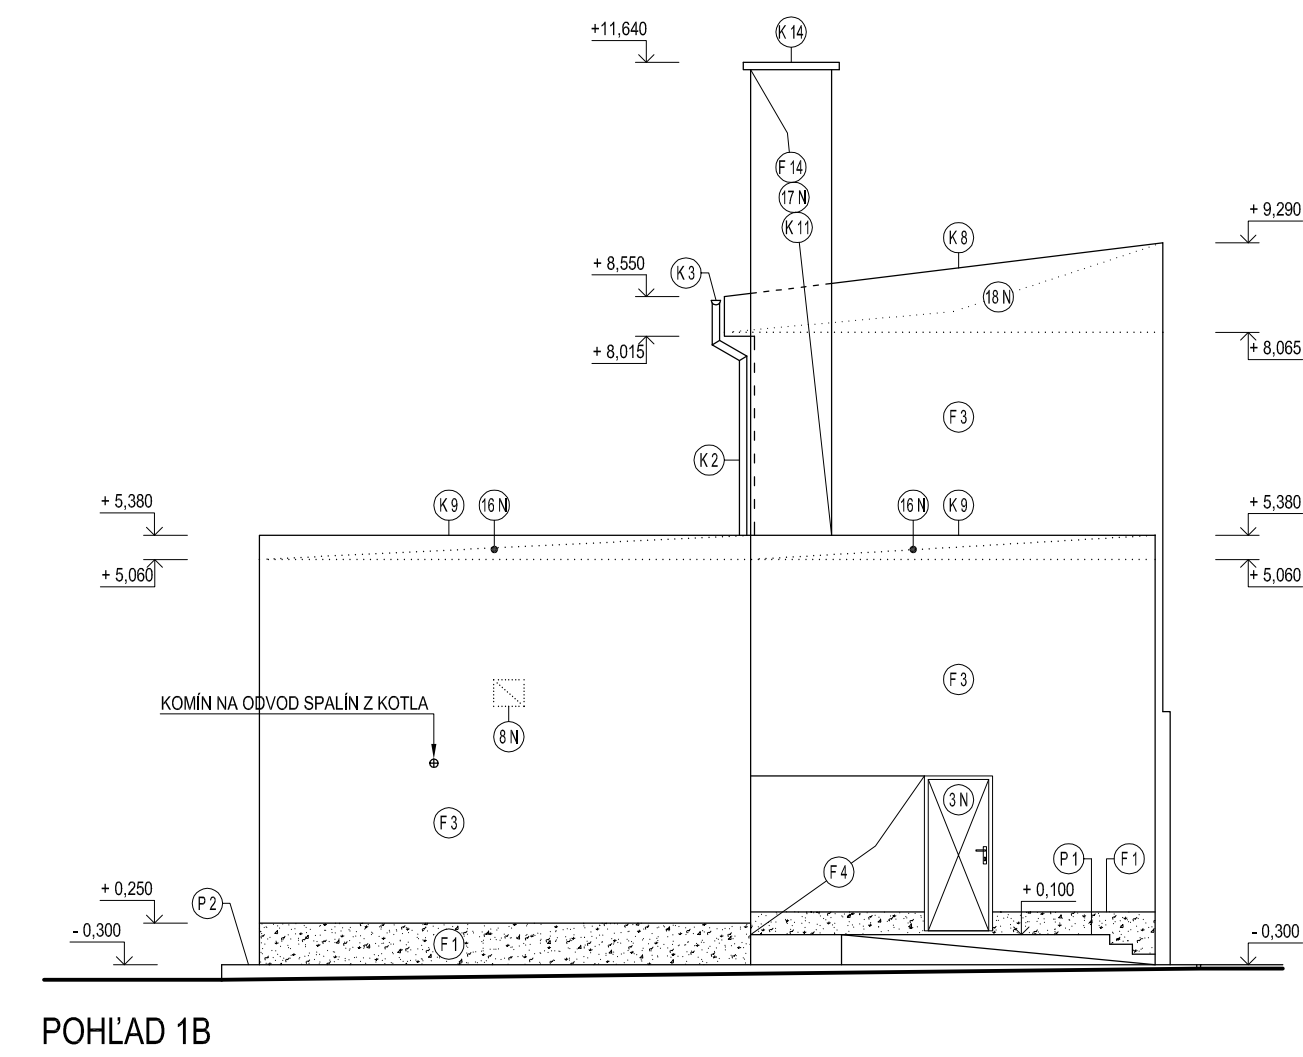 +11,640
K 14
F 14
17 N
K 11
+ 9,290
K 8
+ 8,550
K 3
18 N
+ 8,015
+ 8,065
F 3
K 2
+ 5,380
K 9
16 N
16 N
K 9
+ 5,380
+ 5,060
+ 5,060
F 3
KOMÍN NA ODVOD SPALÍN Z KOTLA
8 N
3 N
F 3
F 4
P 1
F 1
+ 0,250
P 2
+ 0,100
- 0,300
F 1
- 0,300
POHĽAD 1B